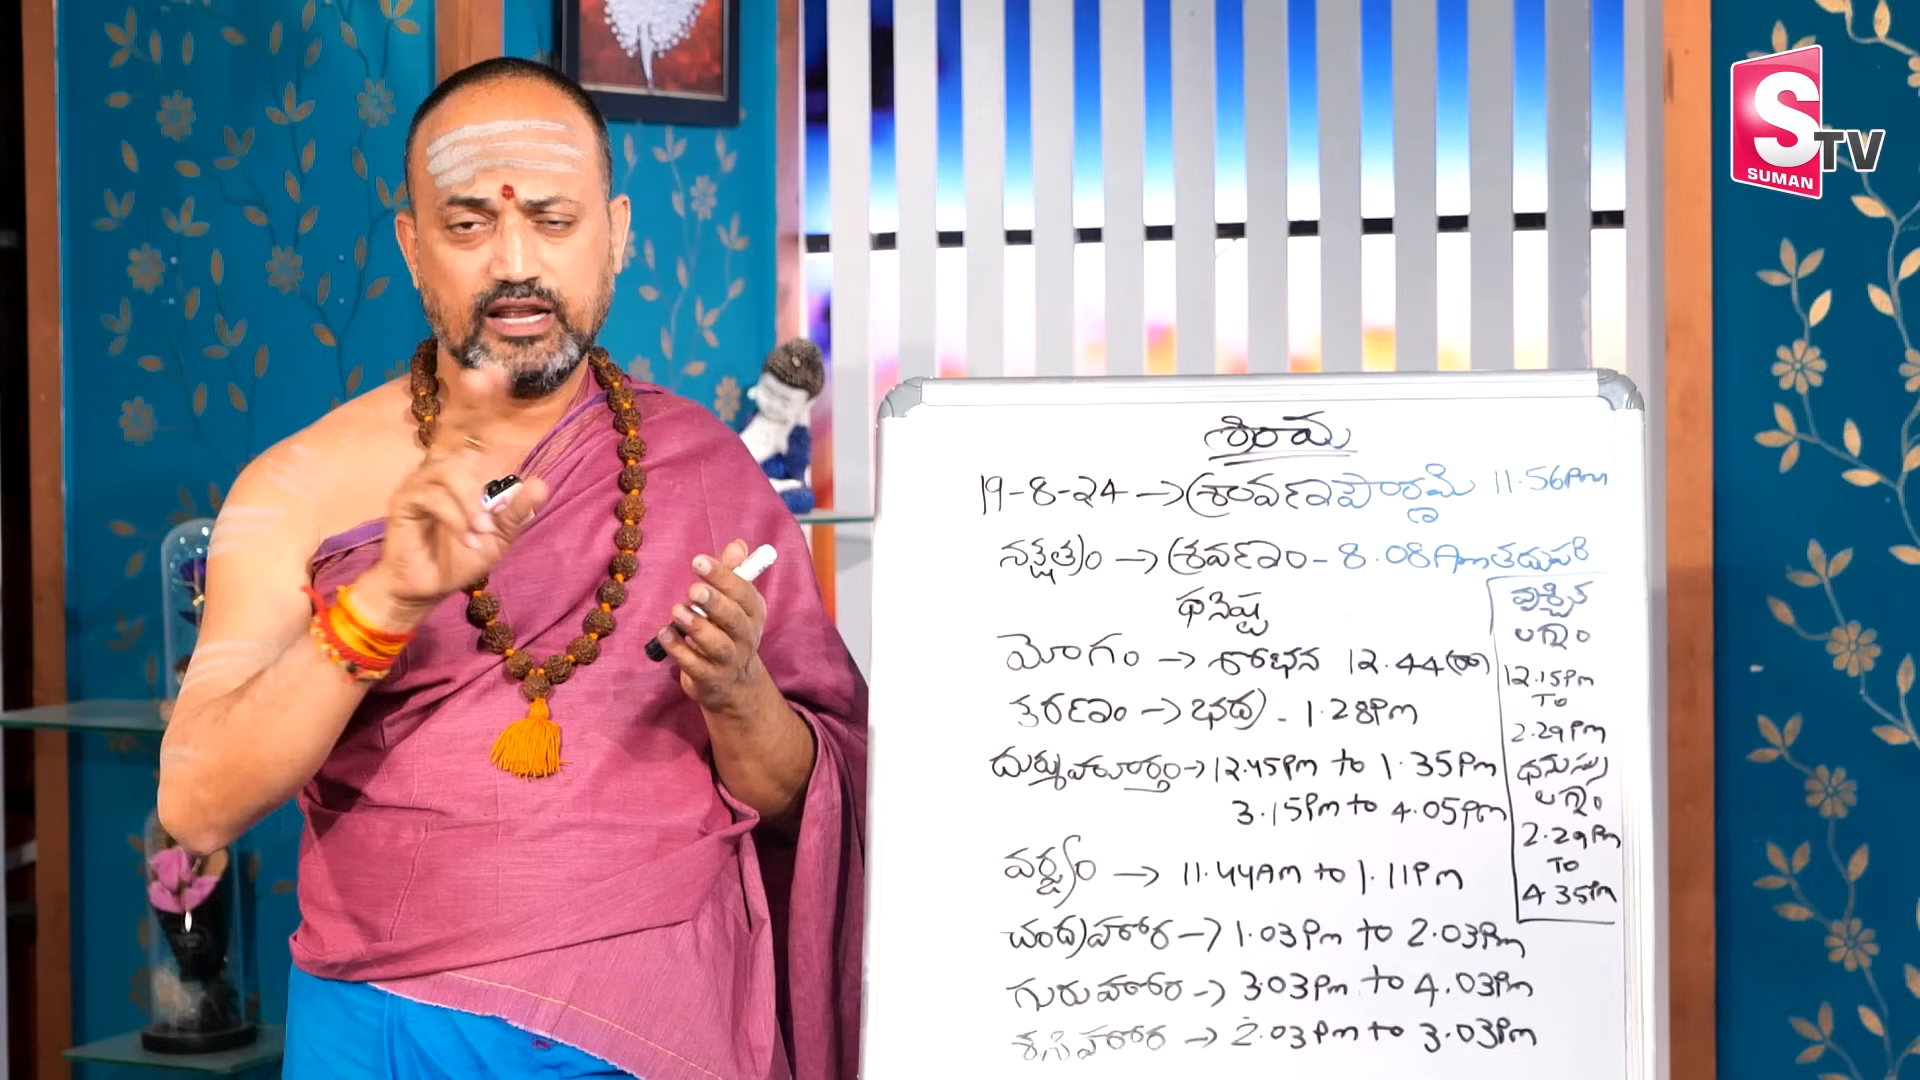 S
TV
SUMAN
శ్రీరామ
19-8-24 → శ్రావణపౌర్ణమి 11.56Pm
నక్షత్రం → శ్రవణం - 8.08Am తదుపరి
ధనిష్ఠ
యోగం → శోభన 12.44(రా)
కరణం → భద్ర - 1.28Pm
దుర్ముహూర్తం → 12.45Pm to 1.35Pm
3.15Pm to 4.05Pm
వర్జ్యం → 11.44Am to 1.11Pm
చంద్రహోర → 1.03Pm to 2.03Pm
గురుహోర → 3.03Pm to 4.03Pm
శనిహోర → 2.03Pm to 3.03Pm
వృశ్చిక
లగ్నం
12.15Pm
To
2.29Pm
ధనుస్సు
లగ్నం
2.29Pm
To
4.35Pm